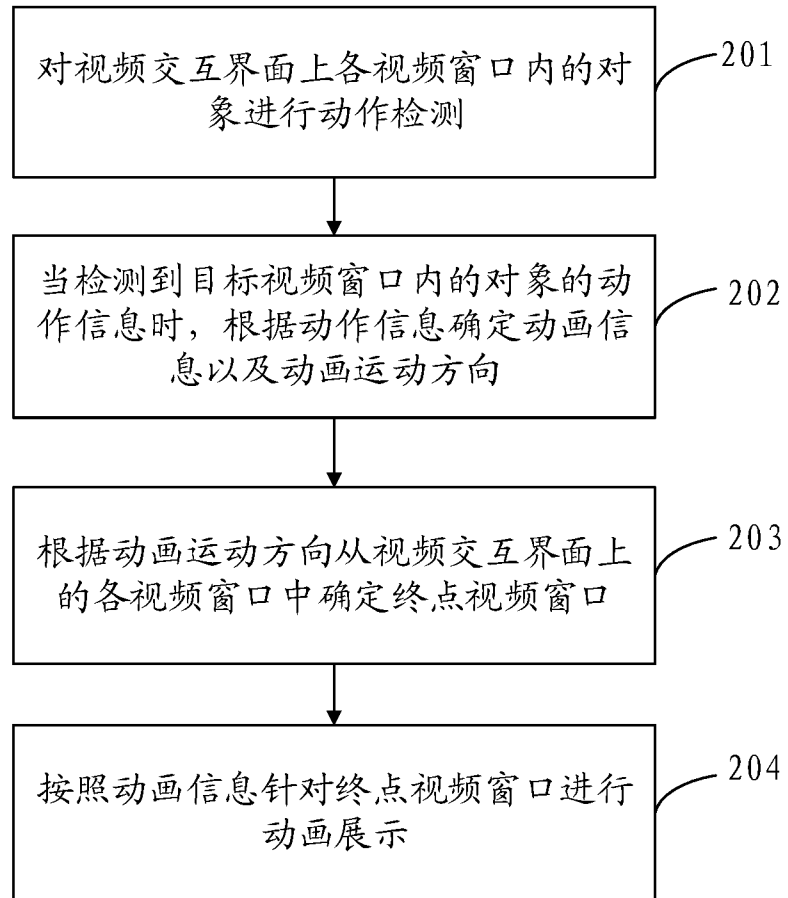 对视频交互界面上各视频窗口内的对
象进行动作检测
201
当检测到目标视频窗口内的对象的动
作信息时，根据动作信息确定动画信
息以及动画运动方向
202
根据动画运动方向从视频交互界面上
的各视频窗口中确定终点视频窗口
203
按照动画信息针对终点视频窗口进行
动画展示
204